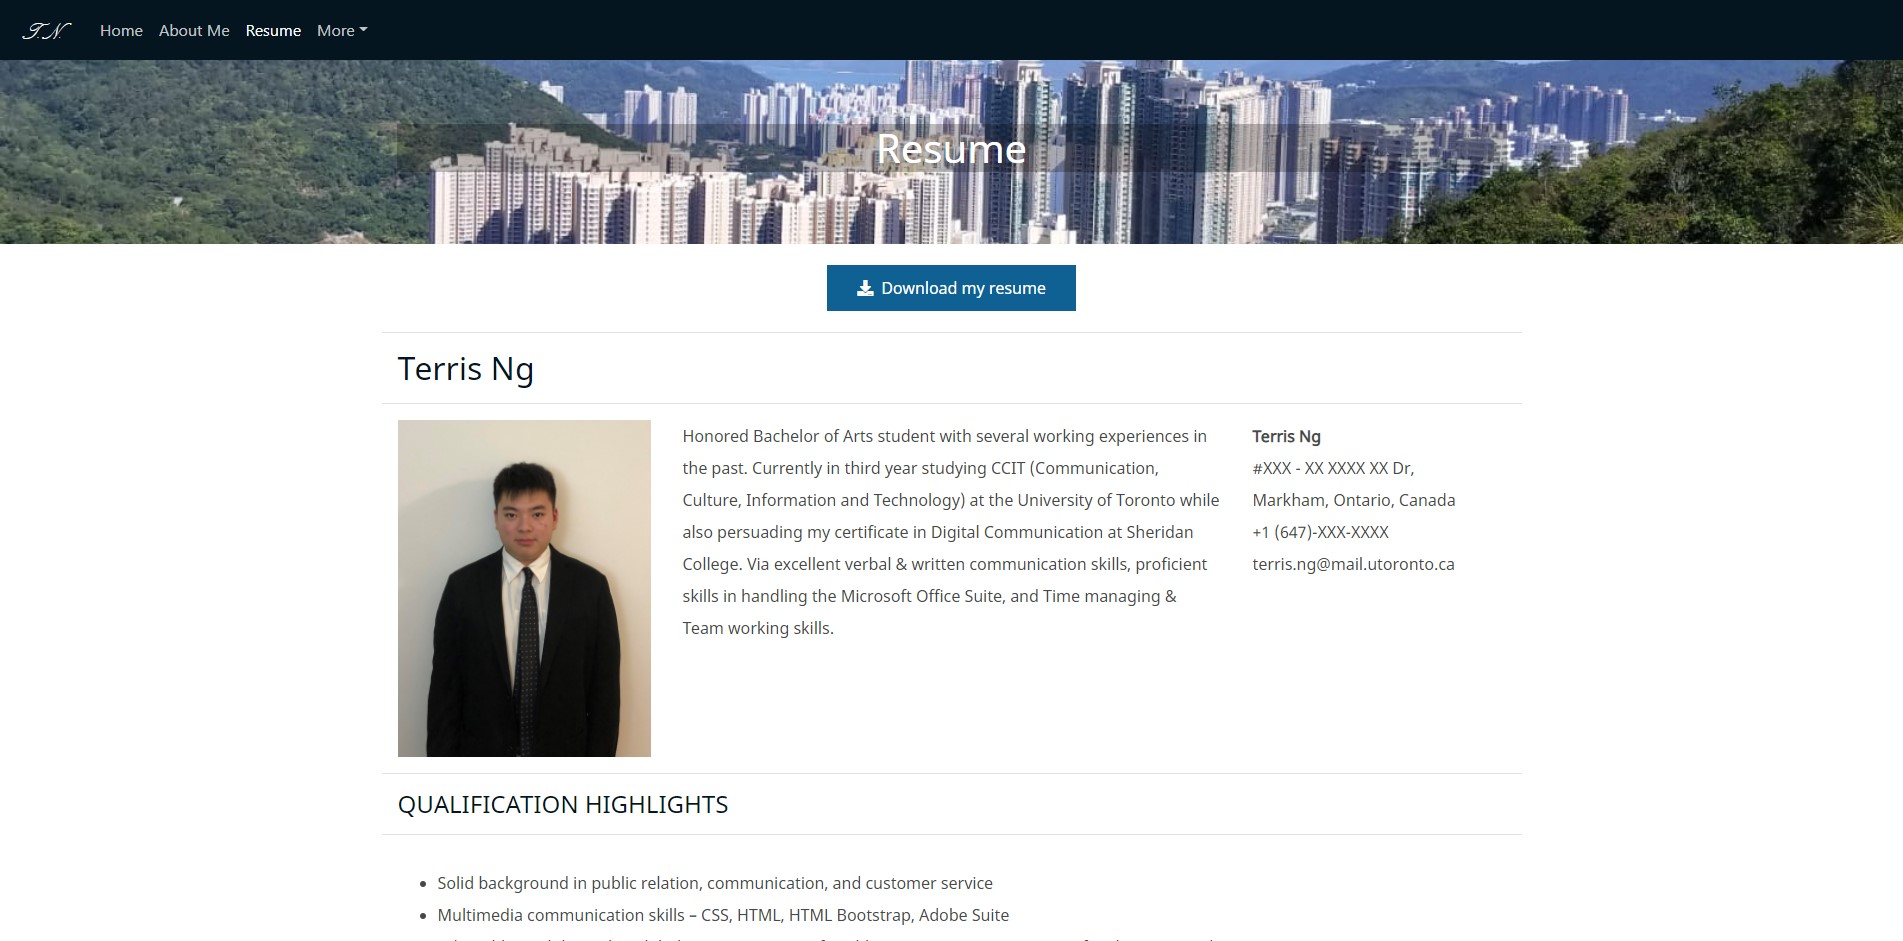 T.N.
Home About Me Resume More
Resume
Download my resume
Terris Ng
Honored Bachelor of Arts student with several working experiences in
the past. Currently in third year studying CCIT (Communication,
Culture, Information and Technology) at the University of Toronto while
also persuading my certificate in Digital Communication at Sheridan
College. Via excellent verbal & written communication skills, proficient
skills in handling the Microsoft Office Suite, and Time managing &
Team working skills.
Terris Ng
#XXX - XX XXXX XX Dr,
Markham, Ontario, Canada
+1 (647)-XXX-XXXX
terris.ng@mail.utoronto.ca
QUALIFICATION HIGHLIGHTS
Solid background in public relation, communication, and customer service
Multimedia communication skills – CSS, HTML, HTML Bootstrap, Adobe Suite